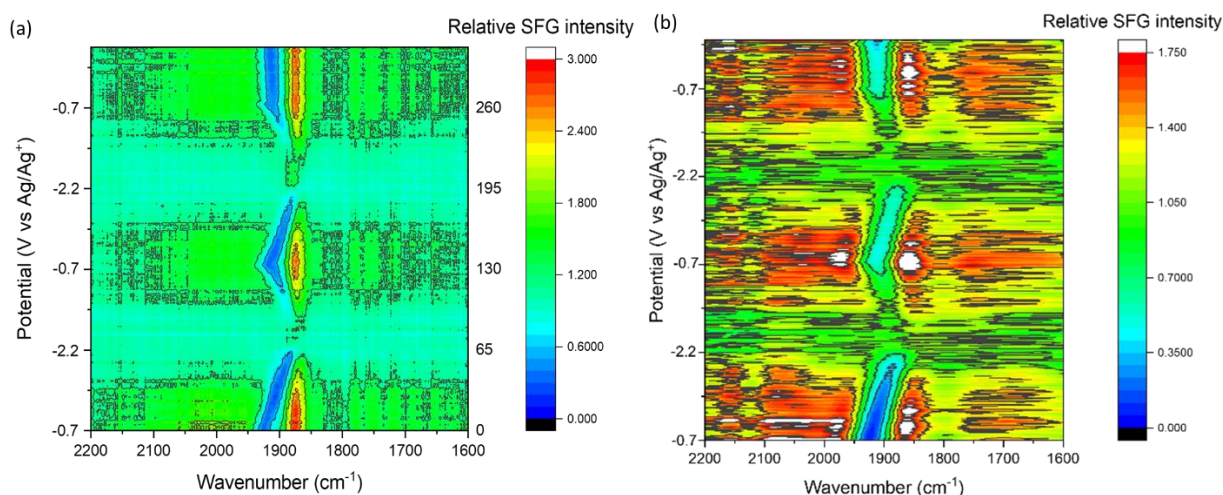 (a)
Relative SFG intensity
Potential (V vs Ag/Ag+)
-0.7
-2.2
-0.7
-2.2
-0.7
260
195
130
65
0
2200 2100 2000 1900 1800 1700 1600
Wavenumber (cm-1)
3.000
2.400
1.800
1.200
0.6000
0.000
(b)
Relative SFG intensity
Potential (V vs Ag/Ag+)
-0.7
-2.2
-0.7
-2.2
-0.7
2200 2100 2000 1900 1800 1700 1600
Wavenumber (cm-1)
1.750
1.400
1.050
0.7000
0.3500
0.000